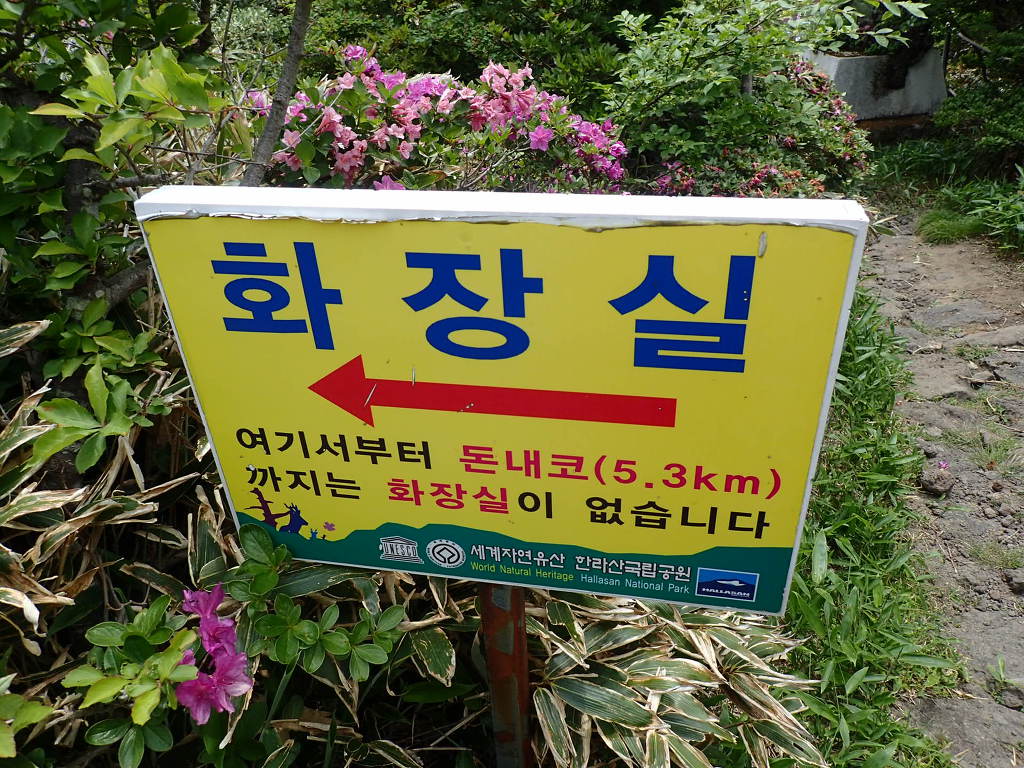 화장실
여기서부터 돈내코(5.3km)
까지는 화장실이 없습니다
UNESCO
세계자연유산 한라산국립공원
World Natural Heritage Hallasan National Park
HALLASAN